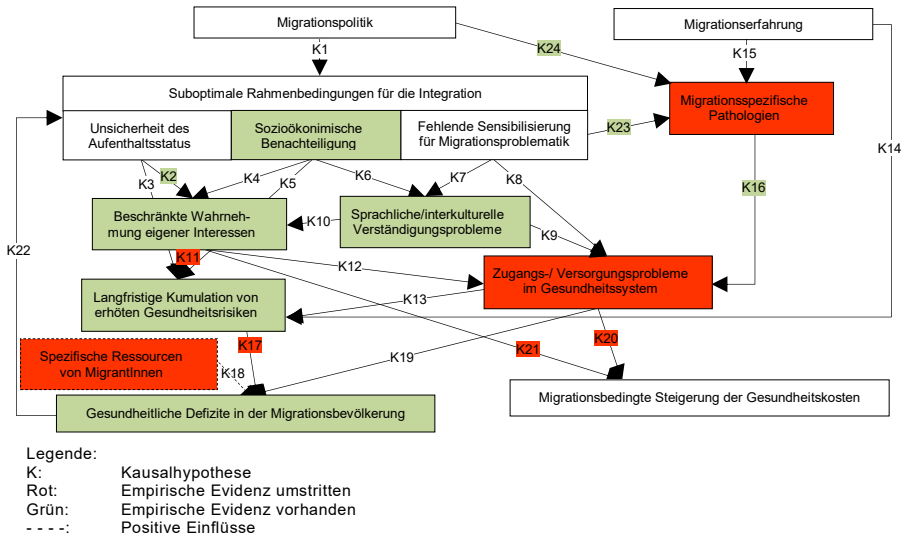 Migrationspolitik
Migrationserfahrung
K1
K24
K15
Suboptimale Rahmenbedingungen für die Integration
Unsicherheit des
Aufenthaltsstatus
Sozioökonimische
Benachteiligung
Fehlende Sensibilisierung
für Migrationsproblematik
Migrationsspezifische
Pathologien
K23
K14
K3
K2
K4
K5
K6
K7
K8
K16
Beschränkte Wahrneh-
mung eigener Interessen
K10
Sprachliche/interkulturelle
Verständigungsprobleme
K9
K22
K11
K12
Zugangs-/ Versorgungsprobleme
im Gesundheitssystem
Langfristige Kumulation von
erhöten Gesundheitsrisiken
K13
K17
K18
K19
K21
K20
Spezifische Ressourcen
von MigrantInnen
Gesundheitliche Defizite in der Migrationsbevölkerung
Migrationsbedingte Steigerung der Gesundheitskosten
Legende:
K: Kausalhypothese
Rot: Empirische Evidenz umstritten
Grün: Empirische Evidenz vorhanden
- - - -: Positive Einflüsse